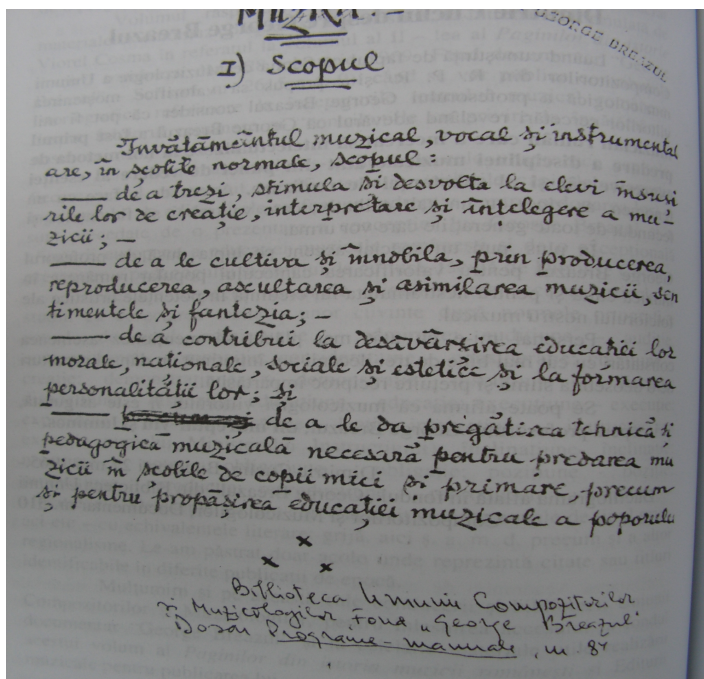 MUZICA. —
GEORGE BREAZUL
I) Scopul
Învățământul muzical, vocal și instrumental
are, în școlile normale, scopul:
— de a trezi, stimula și desvolta la elevi însuși
rile lor de creație, interpretare și înțelegere a mu-
zicii; —
— de a le cultiva și înnobila, prin producerea,
reproducerea, ascultarea și asimilarea muzicii, sen
timentele și fantezia; —
— de a contribui la desăvârșirea educației lor
morale, naționale, sociale și estetice și la formarea
personalității lor; și
— de a le da pregătirea tehnică și
pedagogică muzicală necesară pentru predarea mu
zicii în școlile de copii mici și primare, precum
și pentru propășirea educației muzicale a poporului
x
x x
Biblioteca Uniunii Compozitorilor
și Muzicologilor Fond „George Breazul"
Dosar Programe-manuale, nr 84